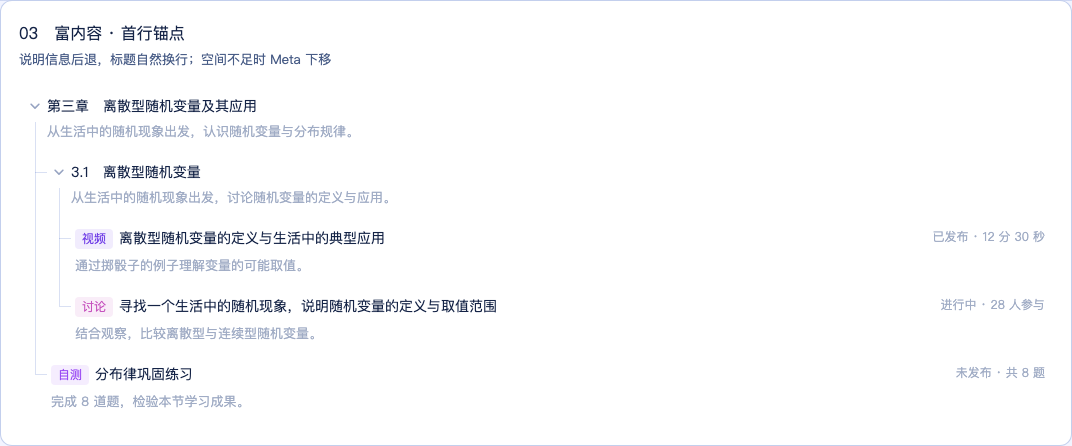 03 富内容 · 首行锚点
说明信息后退，标题自然换行；空间不足时 Meta 下移
第三章 离散型随机变量及其应用
从生活中的随机现象出发，认识随机变量与分布规律。
3.1 离散型随机变量
从生活中的随机现象出发，讨论随机变量的定义与应用。
视频 离散型随机变量的定义与生活中的典型应用 已发布 · 12 分 30 秒
通过掷骰子的例子理解变量的可能取值。
讨论 寻找一个生活中的随机现象，说明随机变量的定义与取值范围 进行中 · 28 人参与
结合观察，比较离散型与连续型随机变量。
自测 分布律巩固练习 未发布 · 共 8 题
完成 8 道题，检验本节学习成果。